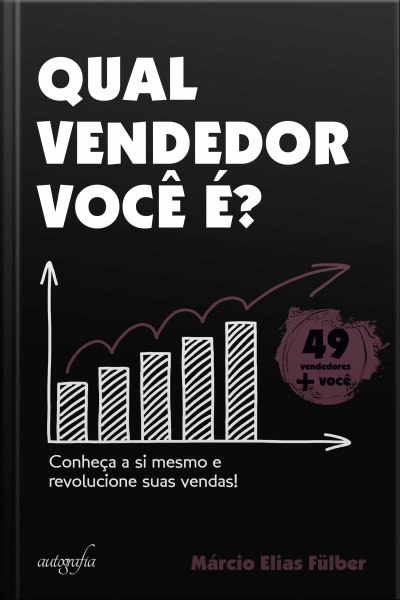 QUAL
VENDEDOR
VOCÊ É?
49
vendedores
+ você
Conheça a si mesmo e
revolucione suas vendas!
autografia
Márcio Elias Fülber